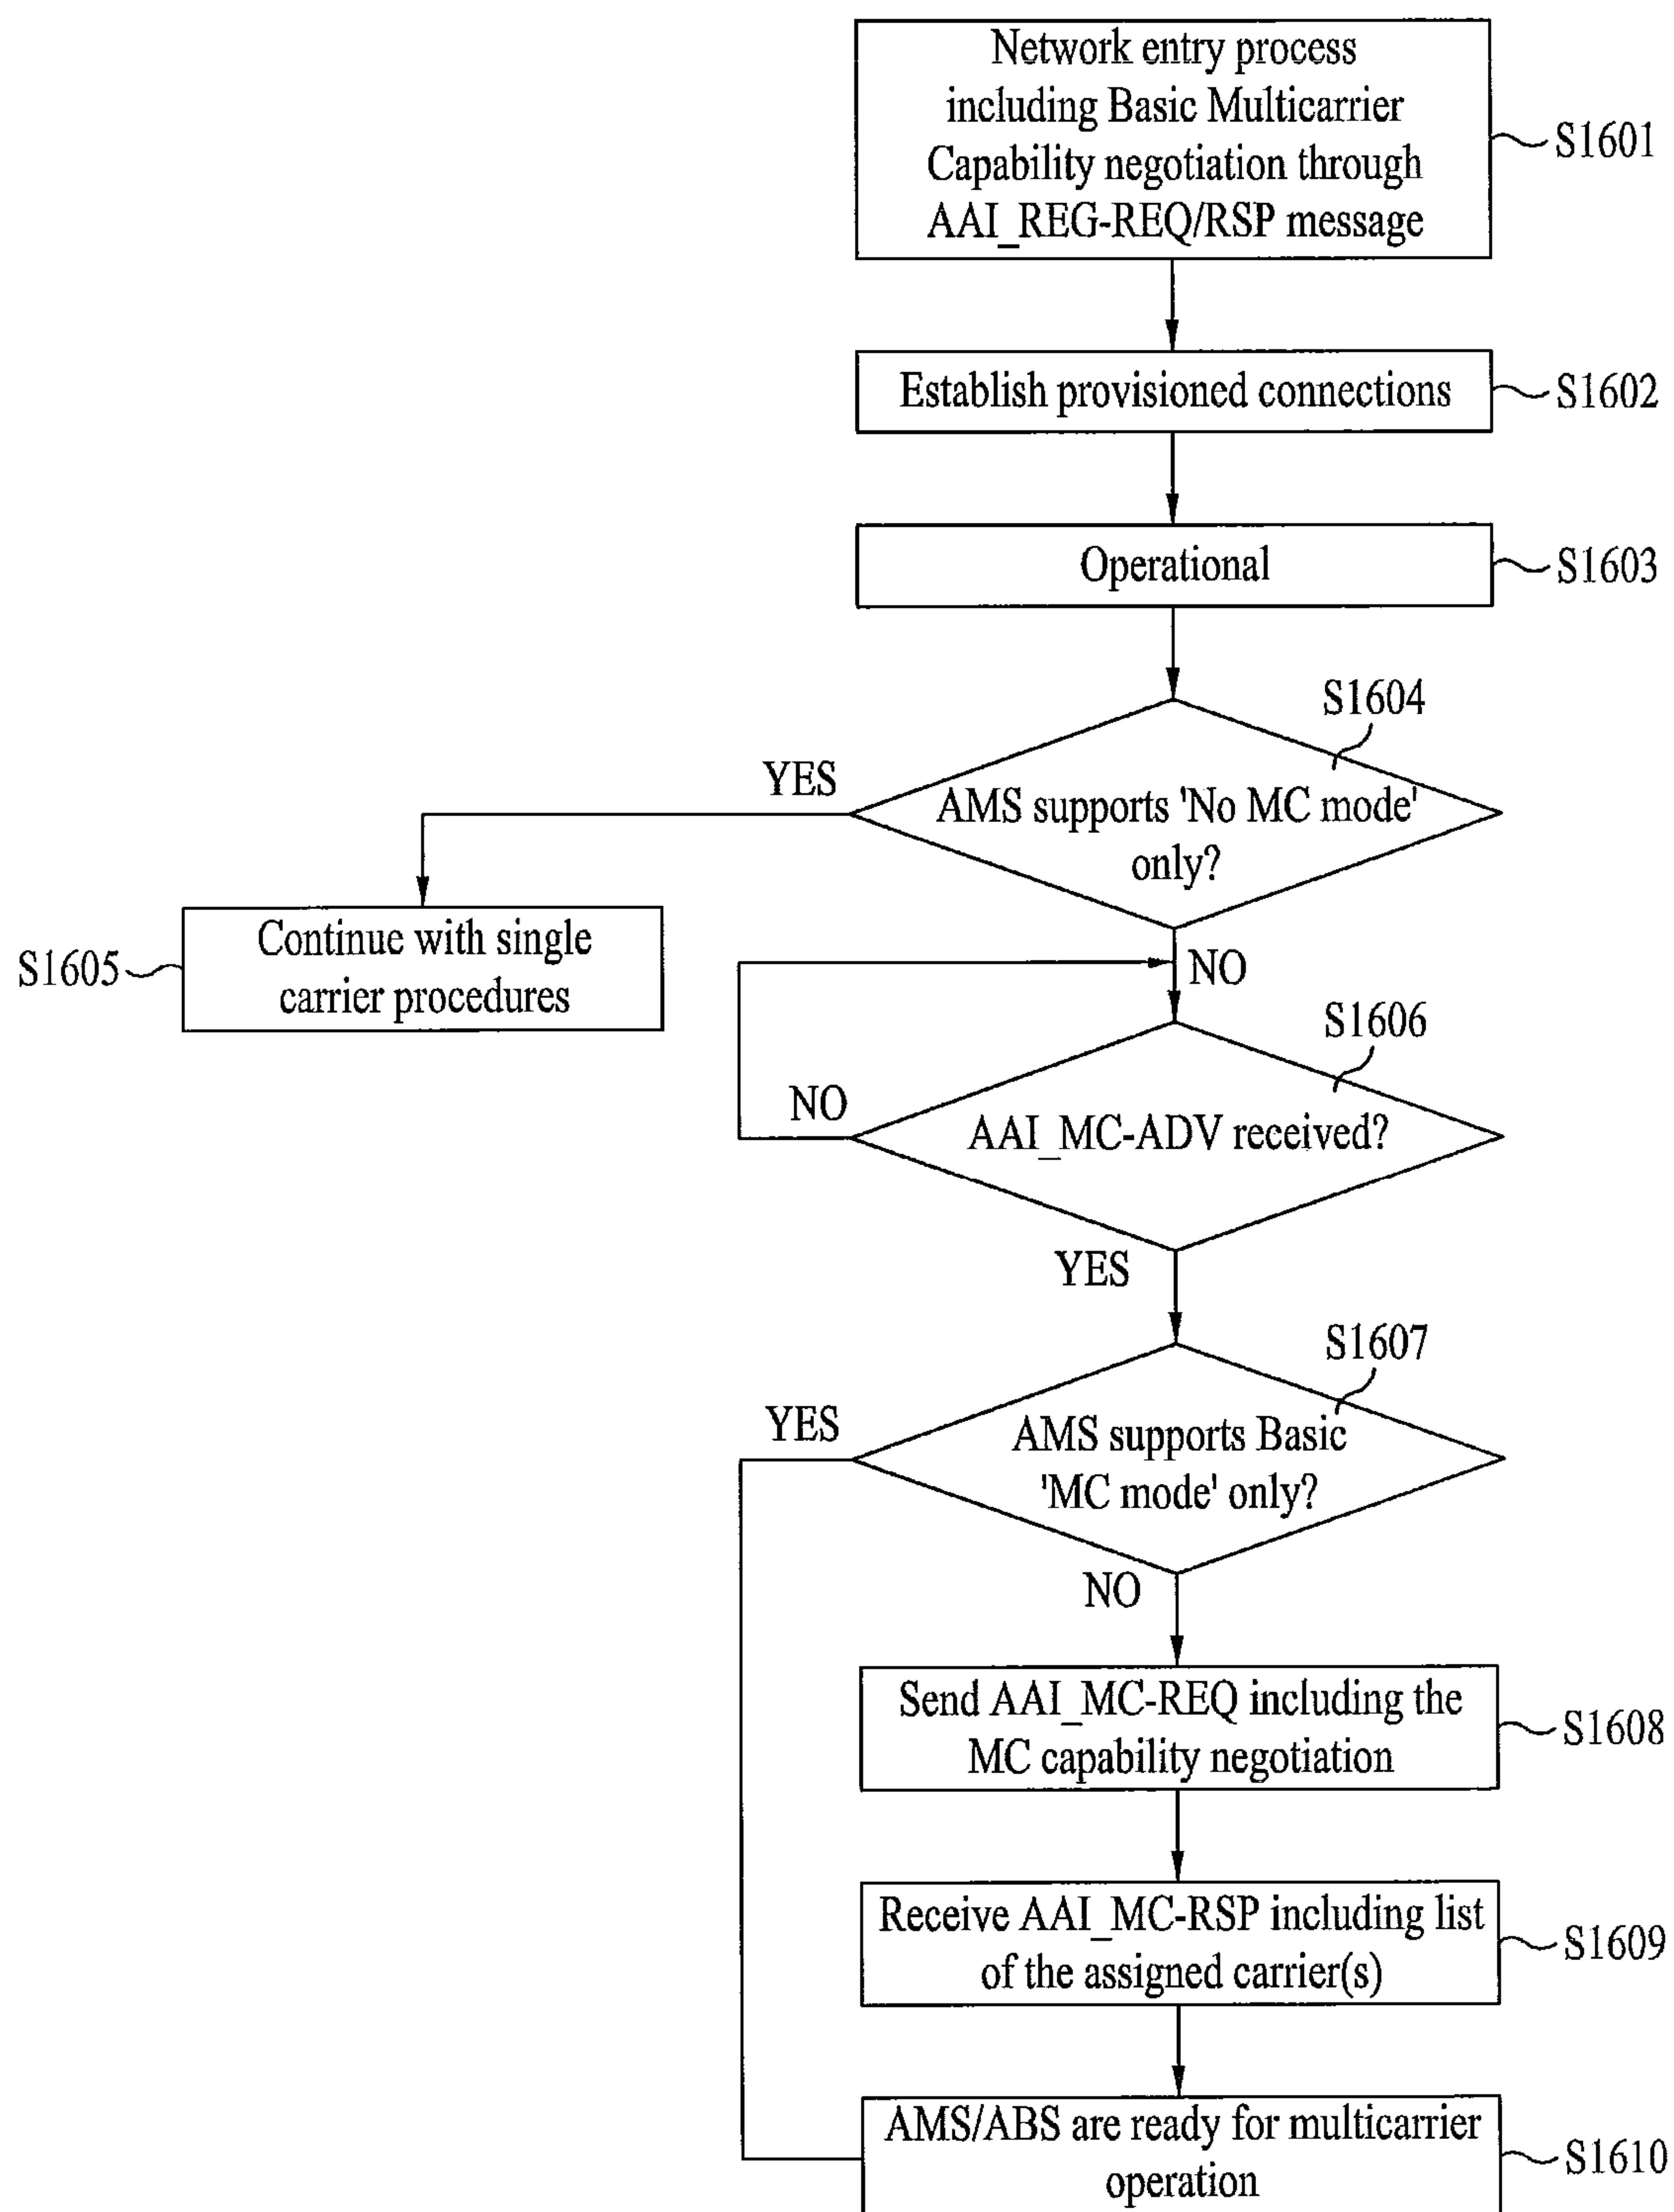 Network entry process
including Basic Multicarrier
Capability negotiation through
AAI_REG-REQ/RSP message
S1601
Establish provisioned connections
S1602
Operational
S1603
S1604
YES
AMS supports 'No MC mode'
only?
S1605
Continue with single
carrier procedures
NO
S1606
NO
AAI_MC-ADV received?
YES
S1607
YES
AMS supports Basic
'MC mode' only?
NO
Send AAI_MC-REQ including the
MC capability negotiation
S1608
Receive AAI_MC-RSP including list
of the assigned carrier(s)
S1609
AMS/ABS are ready for multicarrier
operation
S1610